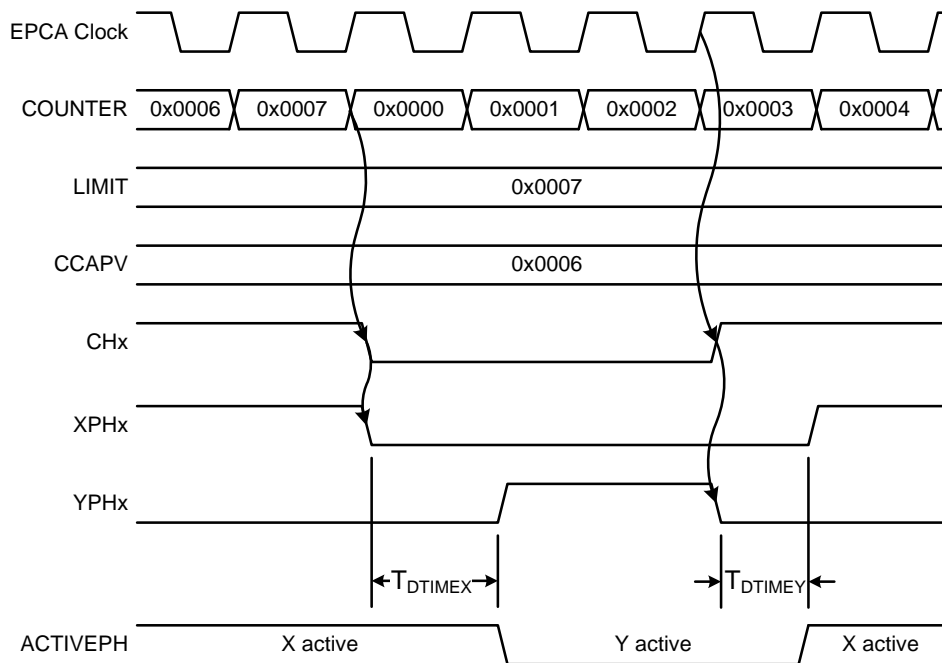 EPCA Clock
COUNTER 0x0006 0x0007 0x0000 0x0001 0x0002 0x0003 0x0004
LIMIT 0x0007
CCAPV 0x0006
CHx
XPHx
YPHx
TDTIMEX TDTIMEY
ACTIVEPH X active Y active X active